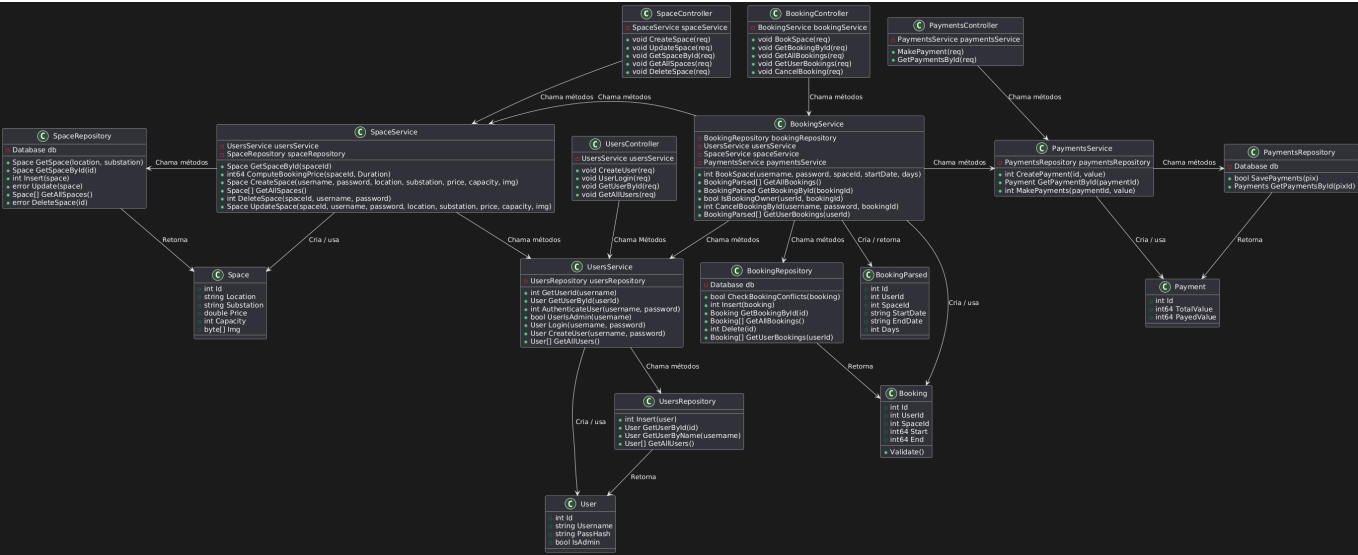 C SpaceController
SpaceService spaceService
void CreateSpace(req)
void UpdateSpace(req)
void GetSpaceById(req)
void GetAllSpaces(req)
void DeleteSpace(req)
C BookingController
BookingService bookingService
void BookSpace(req)
void GetBookingById(req)
void GetAllBookings(req)
void GetUserBookings(req)
void CancelBooking(req)
C PaymentsController
PaymentsService paymentsService
MakePayment(req)
GetPaymentsById(req)
Chama métodos
Chama métodos
Chama métodos
Chama métodos
C SpaceRepository
Database db
Space GetSpace(location, substation)
Space GetSpaceById(id)
int Insert(space)
error Update(space)
Space[] GetAllSpaces()
error DeleteSpace(id)
Chama métodos
C SpaceService
UsersService usersService
SpaceRepository spaceRepository
Space GetSpaceById(spaceId)
int64 ComputeBookingPrice(spaceId, Duration)
Space CreateSpace(username, password, location, substation, price, capacity, img)
Space[] GetAllSpaces()
int DeleteSpace(spaceId, username, password)
Space UpdateSpace(spaceId, username, password, location, substation, price, capacity, img)
C UsersController
UsersService usersService
void CreateUser(req)
void UserLogin(req)
void GetUserById(req)
void GetAllUsers(req)
C BookingService
BookingRepository bookingRepository
UsersService usersService
SpaceService spaceService
PaymentsService paymentsService
int BookSpace(username, password, spaceId, startDate, days)
BookingParsed[] GetAllBookings()
BookingParsed GetBookingById(bookingId)
bool IsBookingOwner(userId, bookingId)
int CancelBookingById(username, password, bookingId)
BookingParsed[] GetUserBookings(userId)
Chama métodos
C PaymentsService
PaymentsRepository paymentsRepository
int CreatePayment(id, value)
Payment GetPaymentById(paymentId)
int MakePayments(paymentId, value)
Chama métodos
C PaymentsRepository
Database db
bool SavePayments(pix)
Payments GetPaymentsById(pixId)
Retorna
Cria / usa
Chama métodos
Chama Métodos
Chama métodos
Chama métodos
Cria / retorna
Cria / usa
Cria / usa
Retorna
C Space
int Id
string Location
string Substation
double Price
int Capacity
byte[] Img
C UsersService
UsersRepository usersRepository
int GetUserId(username)
User GetUserById(userId)
int AuthenticateUser(username, password)
bool UserIsAdmin(username)
User Login(username, password)
User CreateUser(username, password)
User[] GetAllUsers()
C BookingRepository
Database db
bool CheckBookingConflicts(booking)
int Insert(booking)
Booking GetBookingById(id)
Booking[] GetAllBookings()
int Delete(id)
Booking[] GetUserBookings(userId)
C BookingParsed
int Id
int UserId
int SpaceId
string StartDate
string EndDate
int Days
C Payment
int Id
int64 TotalValue
int64 PayedValue
Chama métodos
Retorna
C Booking
int Id
int UserId
int SpaceId
int64 Start
int64 End
Validate()
C UsersRepository
int Insert(user)
User GetUserById(id)
User GetUserByName(username)
User[] GetAllUsers()
Cria / usa
Retorna
C User
int Id
string Username
string PassHash
bool IsAdmin